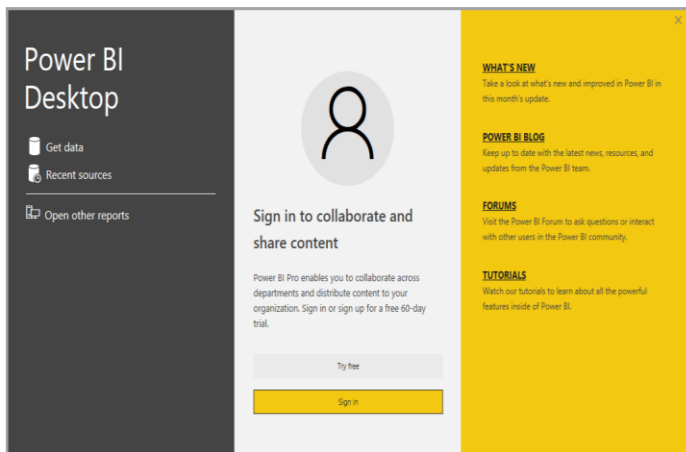 Power BI
Desktop
Get data
Recent sources
Open other reports
Sign in to collaborate and
share content
Power BI Pro enables you to collaborate across
departments and distribute content to your
organization. Sign in or sign up for a free 60-day
trial.
Try free
Sign in
WHAT'S NEW
Take a look at what's new and improved in Power BI in
this month's update.
POWER BI BLOG
Keep up to date with the latest news, resources, and
updates from the Power BI team.
FORUMS
Visit the Power BI Forum to ask questions or interact
with other users in the Power BI community.
TUTORIALS
Watch our tutorials to learn about all the powerful
features inside of Power BI.